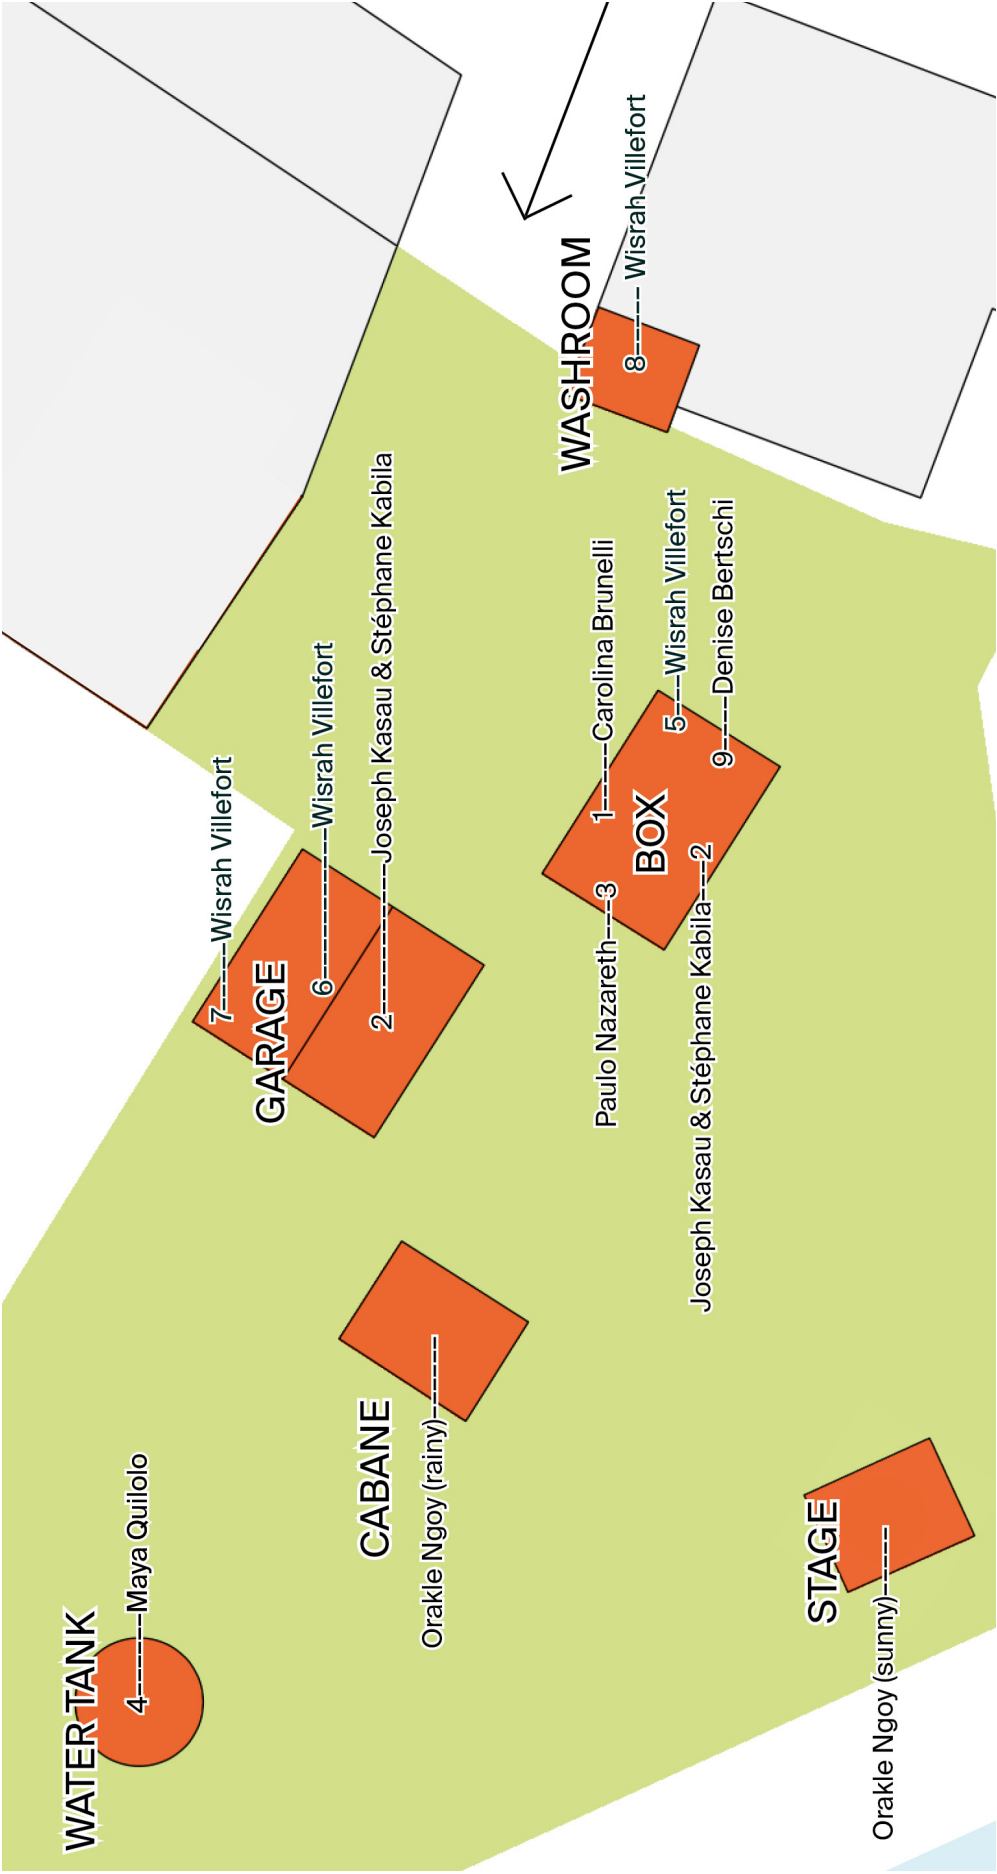 WATER TANK
4------Maya Quilolo
GARAGE
7-----Wisrah Villefort
6-----------Wisrah Villefort
2-----------Joseph Kasau & Stéphane Kabila
CABANE
Orakle Ngoy (rainy)------
WASHROOM
8----- Wisrah Villefort
1-----Carolina Brunelli
Paulo Nazareth---3
BOX
5---Wisrah Villefort
Joseph Kasau & Stéphane Kabila---2
9----Denise Bertschi
STAGE
Orakle Ngoy (sunny)-----